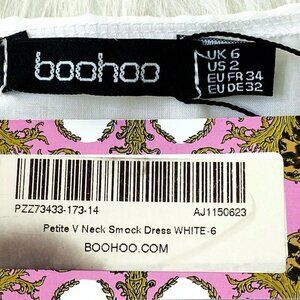 boohoo
UK 6
US 2
EU FR 34
EU DE 32
PZZ73433-173-14 AJ1150623
Petite V Neck Smock Dress WHITE-6
BOOHOO.COM